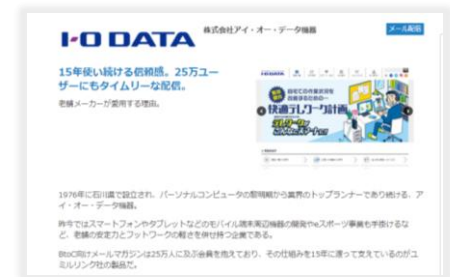 I-O DATA
株式会社アイ・オー・データ機器
メール配信
15年使い続ける信頼感。25万ユー
ザーにもタイムリーな配信。
老舗メーカーが愛用する理由。
快適テレワーク計画
1976年に石川県で設立され、パーソナルコンピュータの黎明期から業界のトップランナーであり続ける、ア
イ・オー・データ機器。
昨今ではスマートフォンやタブレットなどのモバイル端末周辺機器の開発やeスポーツ事業も手掛けるな
ど、老舗の安定力とフットワークの軽さを併せ持つ企業である。
BtoC向けメールマガジンは25万人に及ぶ会員を抱えており、その仕組みを15年に渡って支えているのがユ
ミルリンク社の製品だ。